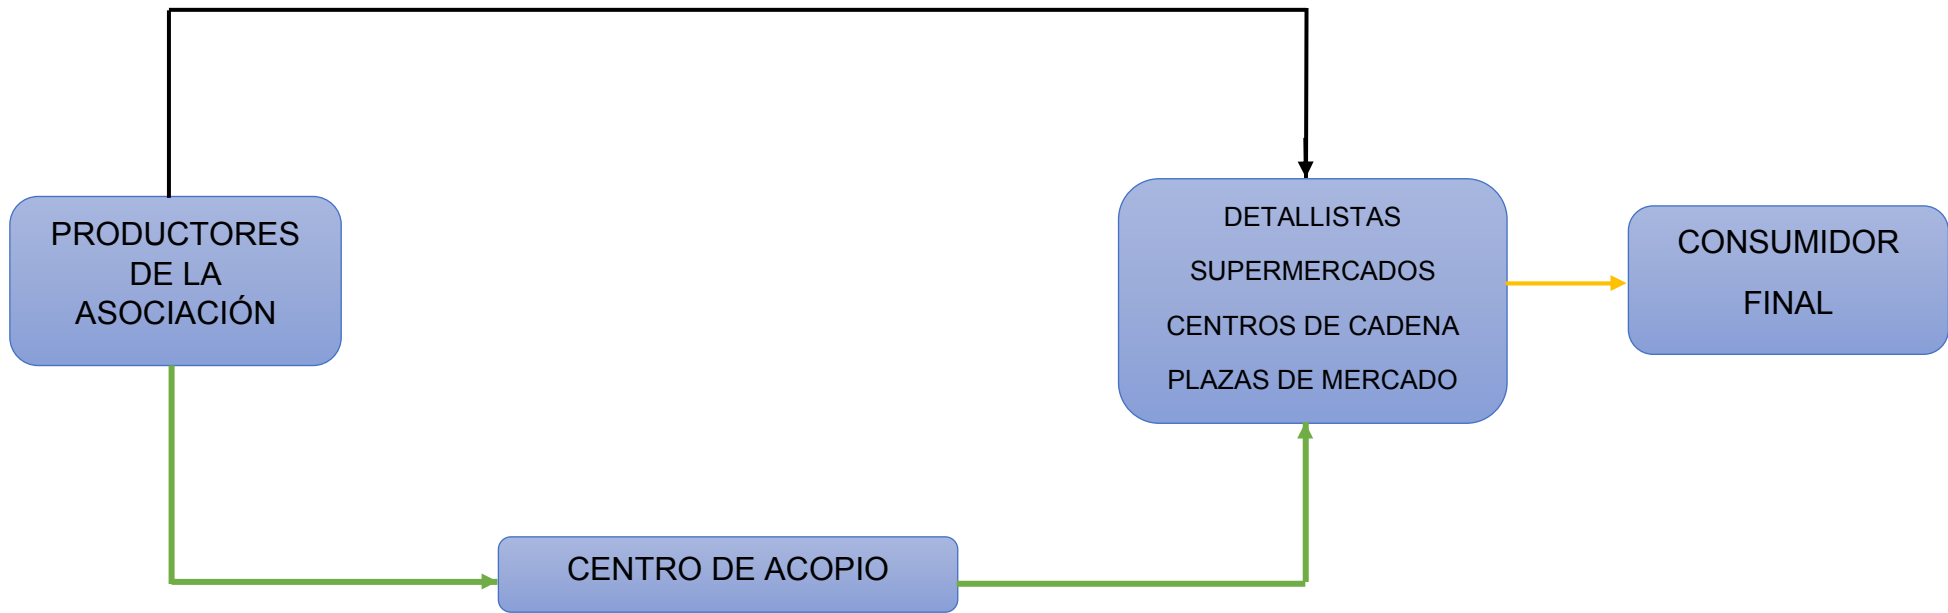 PRODUCTORES
DE LA
ASOCIACIÓN
DETALLISTAS
SUPERMERCADOS
CENTROS DE CADENA
PLAZAS DE MERCADO
CONSUMIDOR
FINAL
CENTRO DE ACOPIO